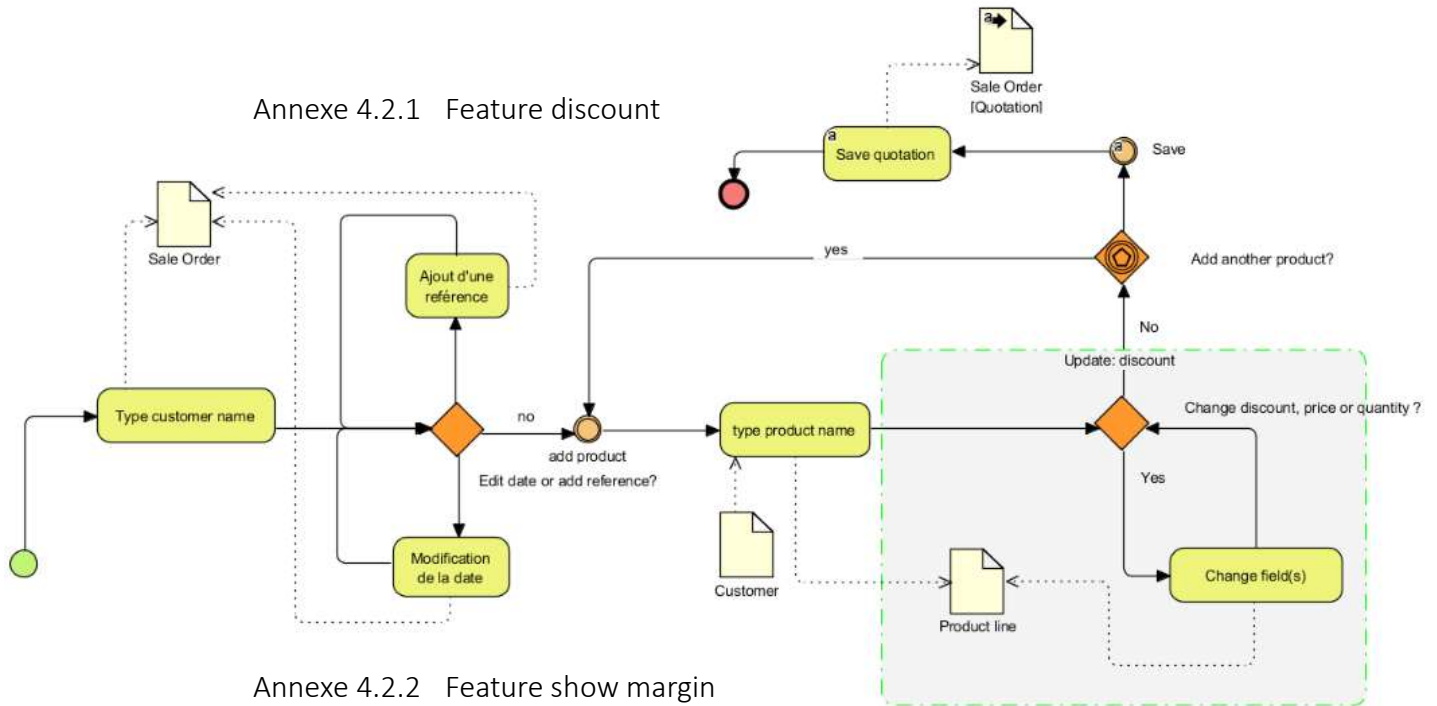 a
Sale Order
[Quotation]
Annexe 4.2.1 Feature discount
a
Save quotation
a
Save
Sale Order
yes
Add another product?
Ajout d'une
reférence
No
Update: discount
Type customer name
no
type product name
Change discount, price or quantity ?
add product
Edit date or add reference?
Yes
Modification
de la date
Customer
Change field(s)
Product line
Annexe 4.2.2 Feature show margin